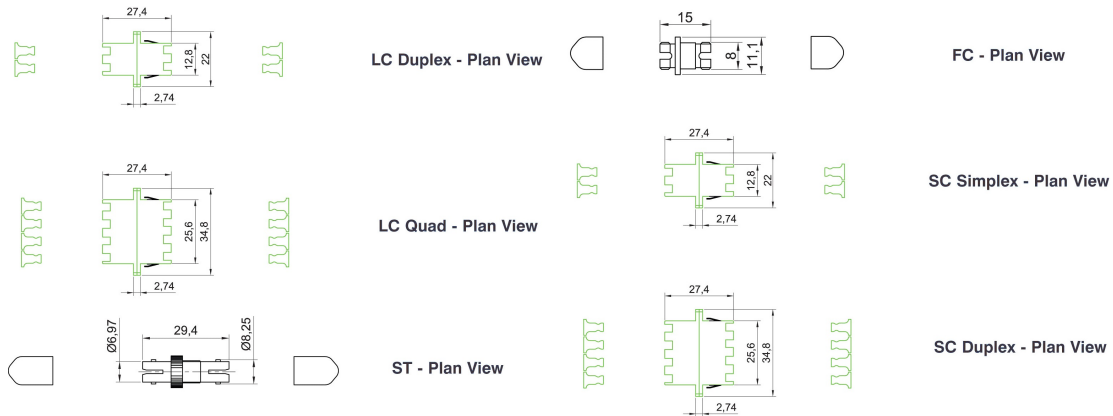 27,4
12,8
22
2,74
LC Duplex - Plan View
15
8
11,1
FC - Plan View
27,4
12,8
22
2,74
SC Simplex - Plan View
27,4
25,6
34,8
2,74
LC Quad - Plan View
27,4
25,6
34,8
2,74
SC Duplex - Plan View
Ø6,97
29,4
Ø8,25
ST - Plan View